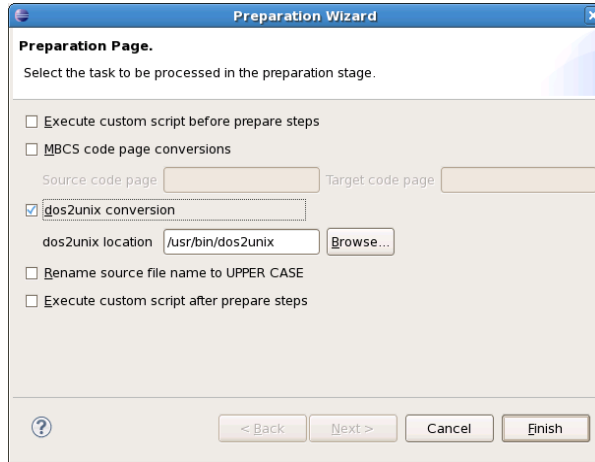 Preparation Wizard
Preparation Page.
Select the task to be processed in the preparation stage.
Execute custom script before prepare steps
MBCS code page conversions
Source code page Target code page
dos2unix conversion
dos2unix location /usr/bin/dos2unix Browse...
Rename source file name to UPPER CASE
Execute custom script after prepare steps
? < Back Next > Cancel Finish